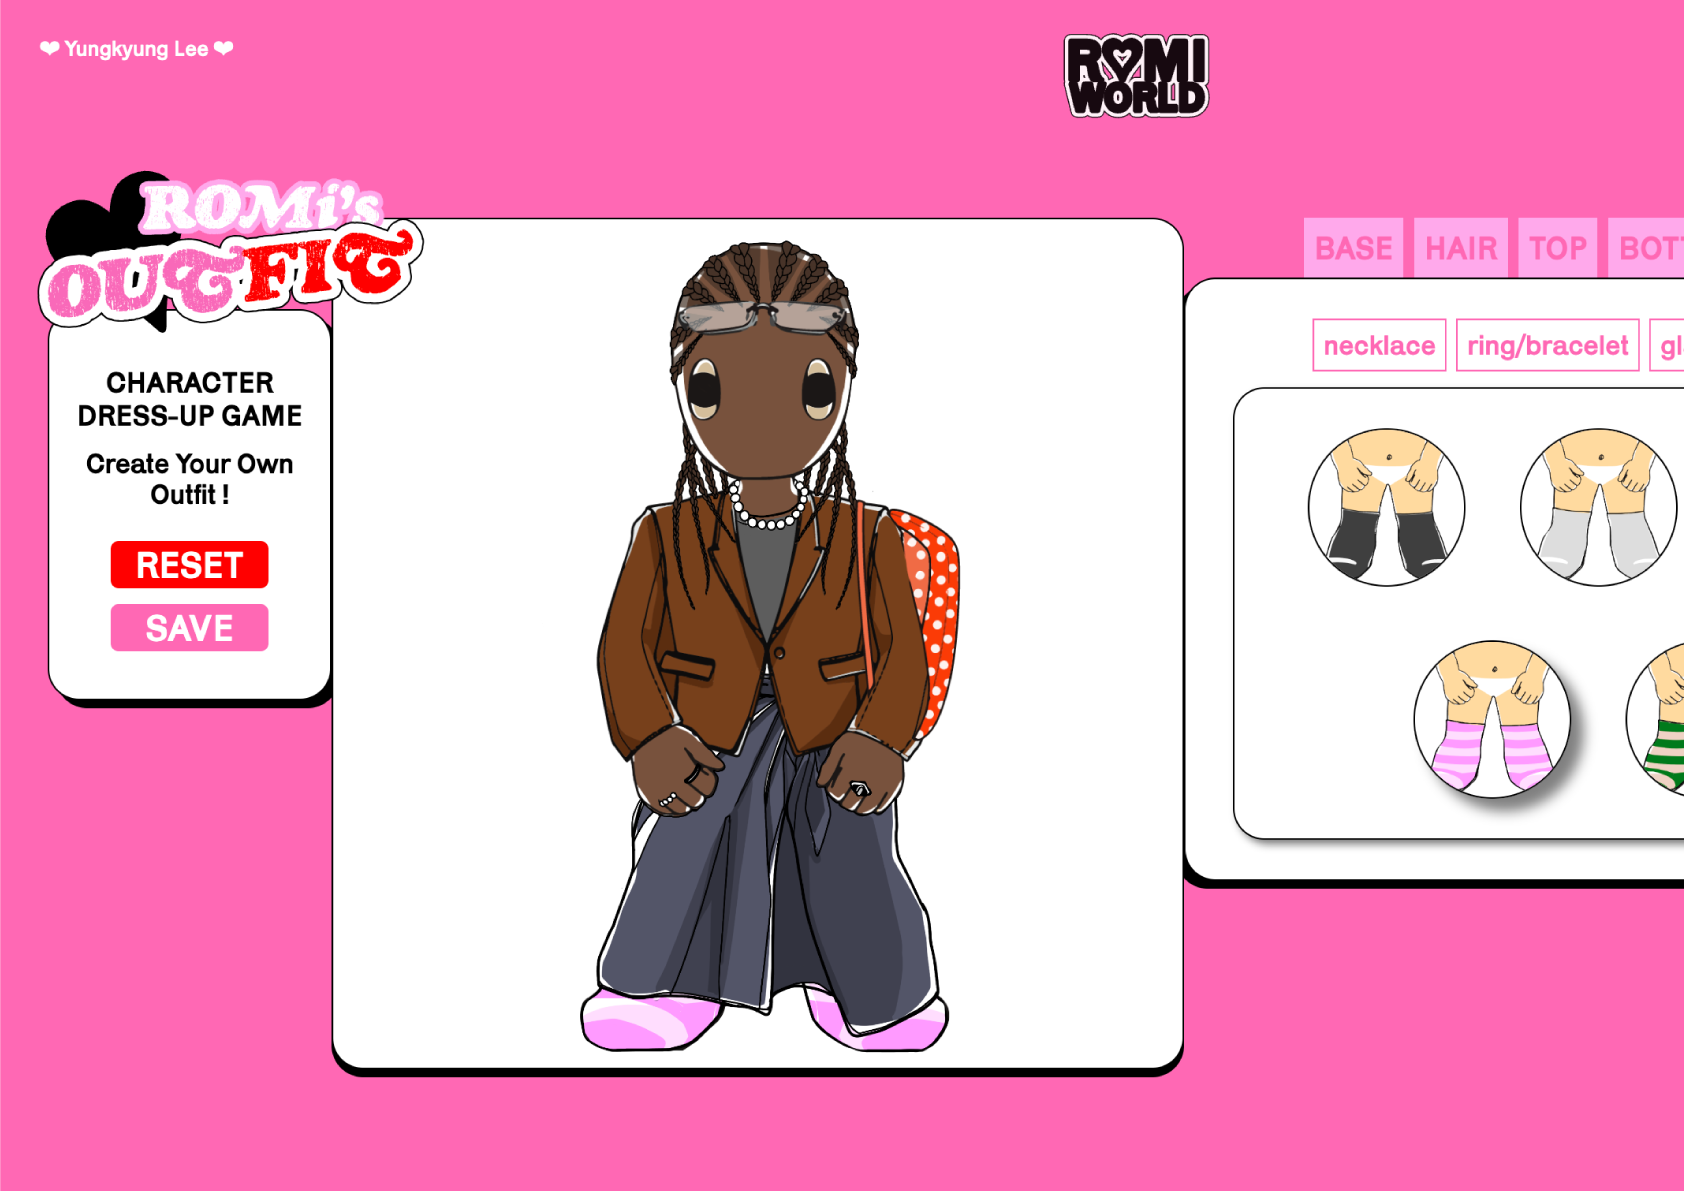 ❤ Yungkyung Lee ❤
ROMI
WORLD
ROMi's
OUTFIT
CHARACTER
DRESS-UP GAME
Create Your Own
Outfit !
RESET
SAVE
BASE HAIR TOP
necklace ring/bracelet